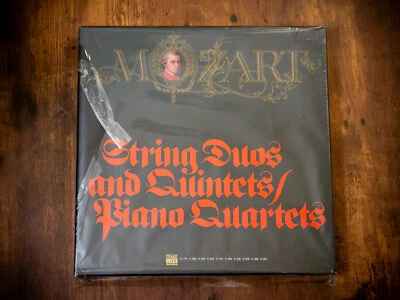 MOZART
String Duos
and Quintets/
Piano Quartets